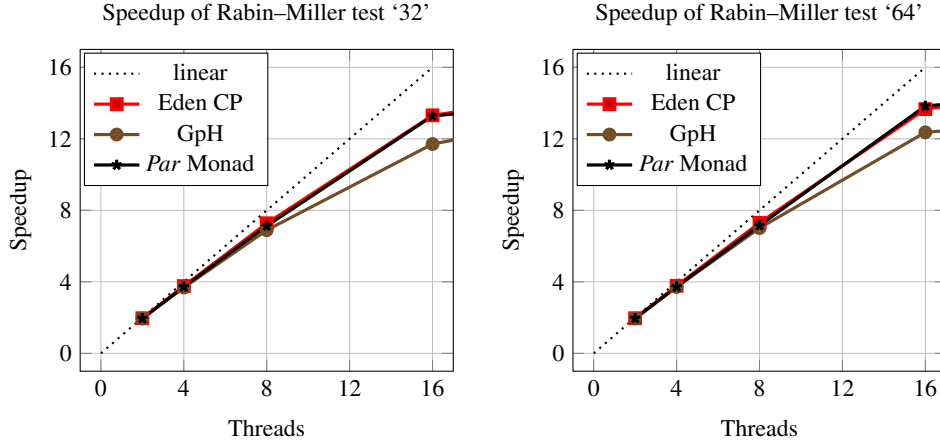 Speedup of Rabin–Miller test ‘32’
16
12
8
4
0
0 4 8 12 16
Speedup
Threads
linear
Eden CP
GpH
Par Monad
Speedup of Rabin–Miller test ‘64’
16
12
8
4
0
0 4 8 12 16
Speedup
Threads
linear
Eden CP
GpH
Par Monad